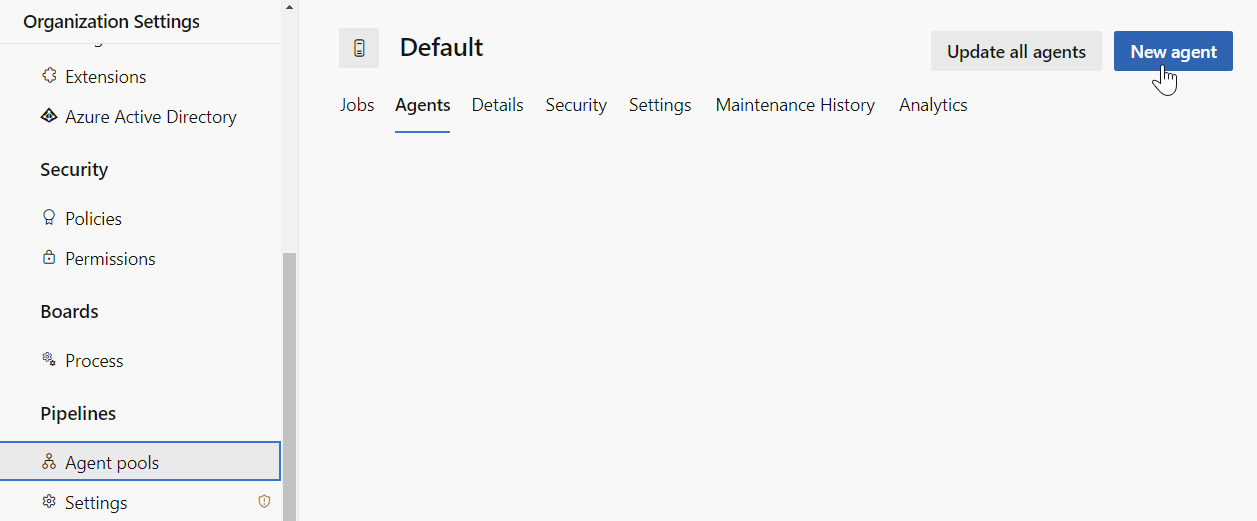 Organization Settings
Extensions
Azure Active Directory
Security
Policies
Permissions
Boards
Process
Pipelines
Agent pools
Settings
Default
Update all agents
New agent
Jobs
Agents
Details
Security
Settings
Maintenance History
Analytics